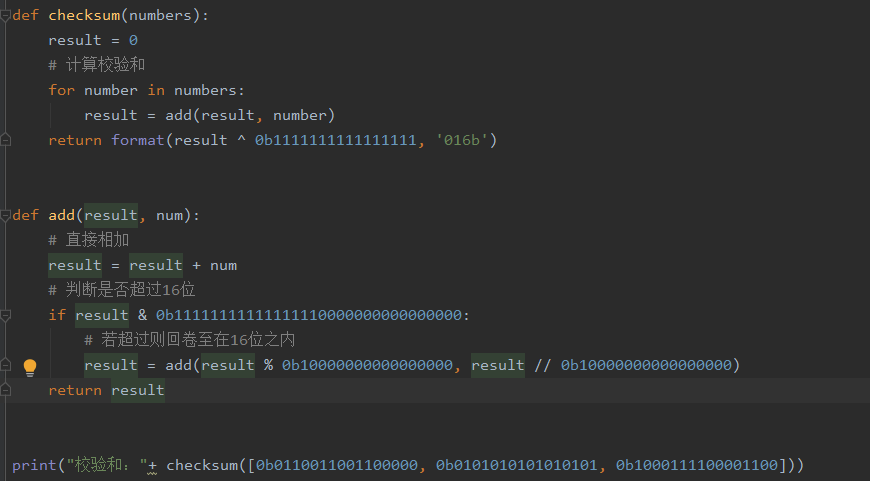 def checksum(numbers):
result = 0
# 计算校验和
for number in numbers:
result = add(result, number)
return format(result ^ 0b1111111111111111, '016b')
def add(result, num):
# 直接相加
result = result + num
# 判断是否超过16位
if result & 0b11111111111111110000000000000000:
# 若超过则回卷至在16位之内
result = add(result % 0b10000000000000000, result // 0b10000000000000000)
return result
print("校验和："+ checksum([0b0110011001100000, 0b0101010101010101, 0b1000111100001100]))